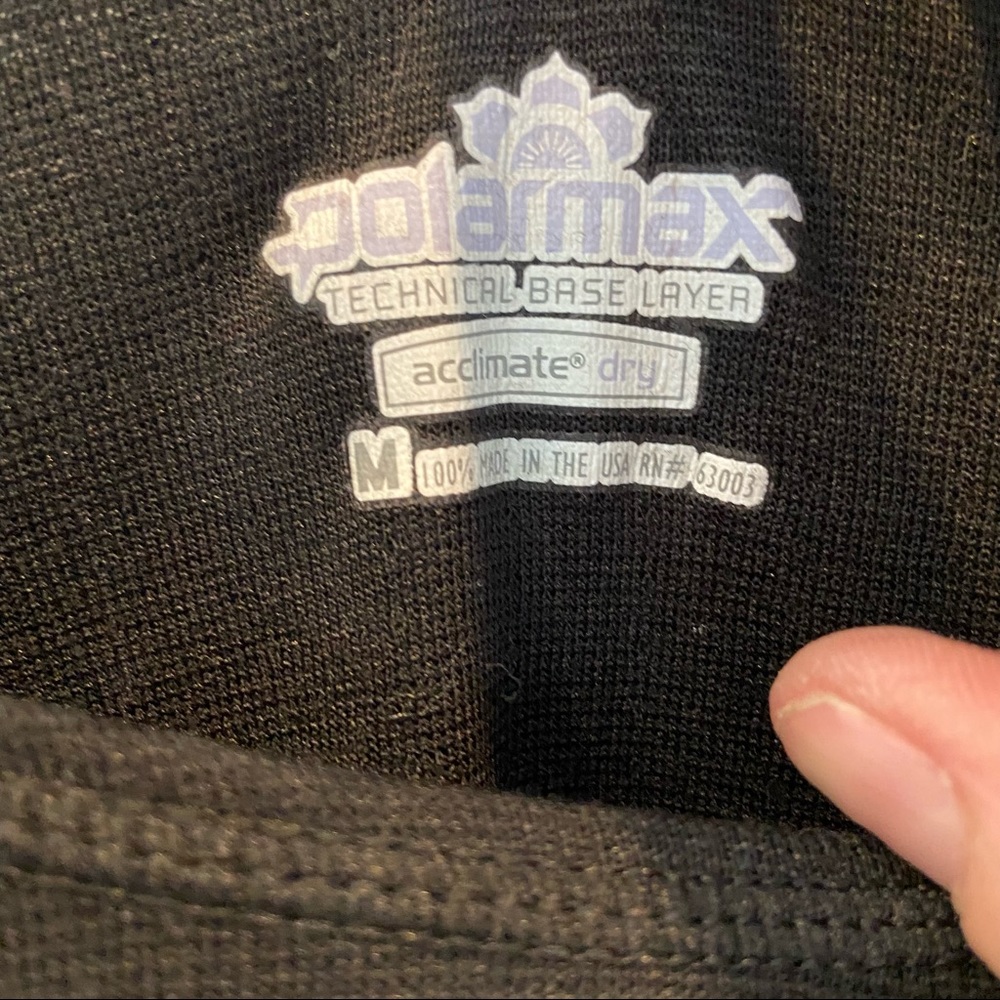 polarmax
TECHNICAL BASE LAYER
acclimate® dry
M 100% MADE IN THE USA RN# 63003